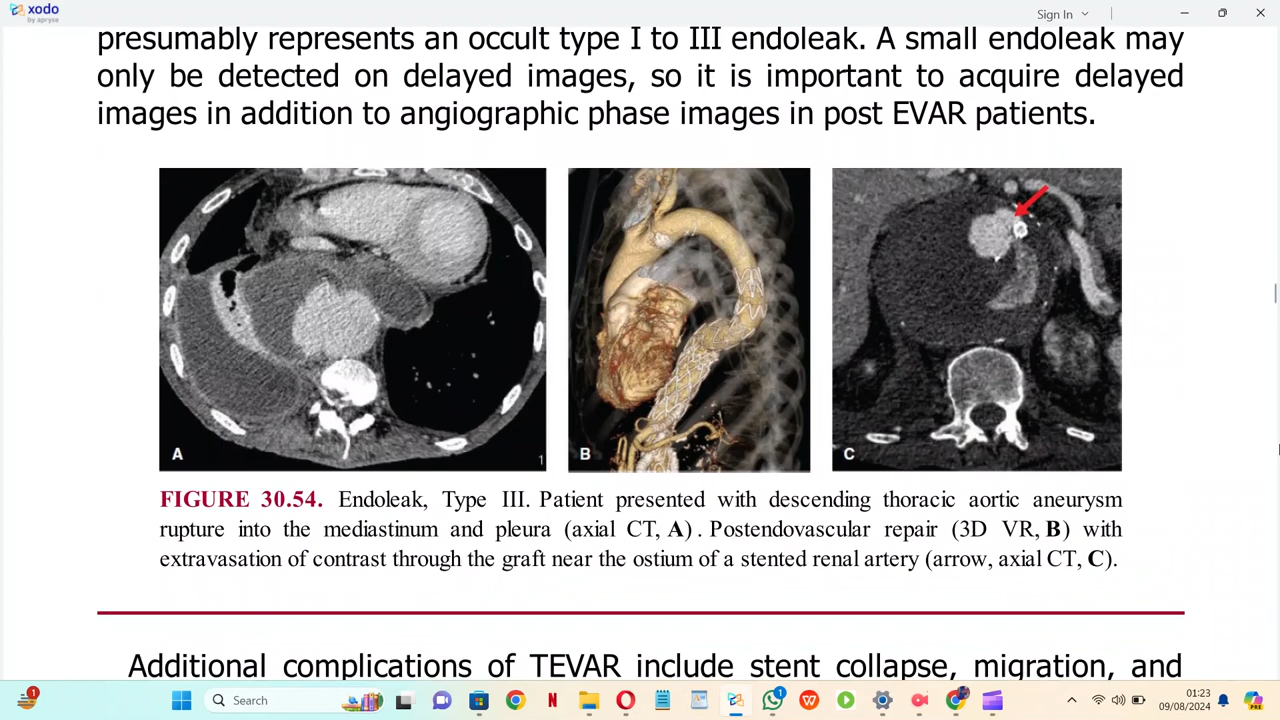 xodo
by apryse
Sign In
presumably represents an occult type I to III endoleak. A small endoleak may
only be detected on delayed images, so it is important to acquire delayed
images in addition to angiographic phase images in post EVAR patients.
A
1
B
C
FIGURE 30.54. Endoleak, Type III. Patient presented with descending thoracic aortic aneurysm
rupture into the mediastinum and pleura (axial CT, A). Postendovascular repair (3D VR, B) with
extravasation of contrast through the graft near the ostium of a stented renal artery (arrow, axial CT, C).
Additional complications of TEVAR include stent collapse, migration, and
1
Search
N
1
W
01:23
09/08/2024
PRE